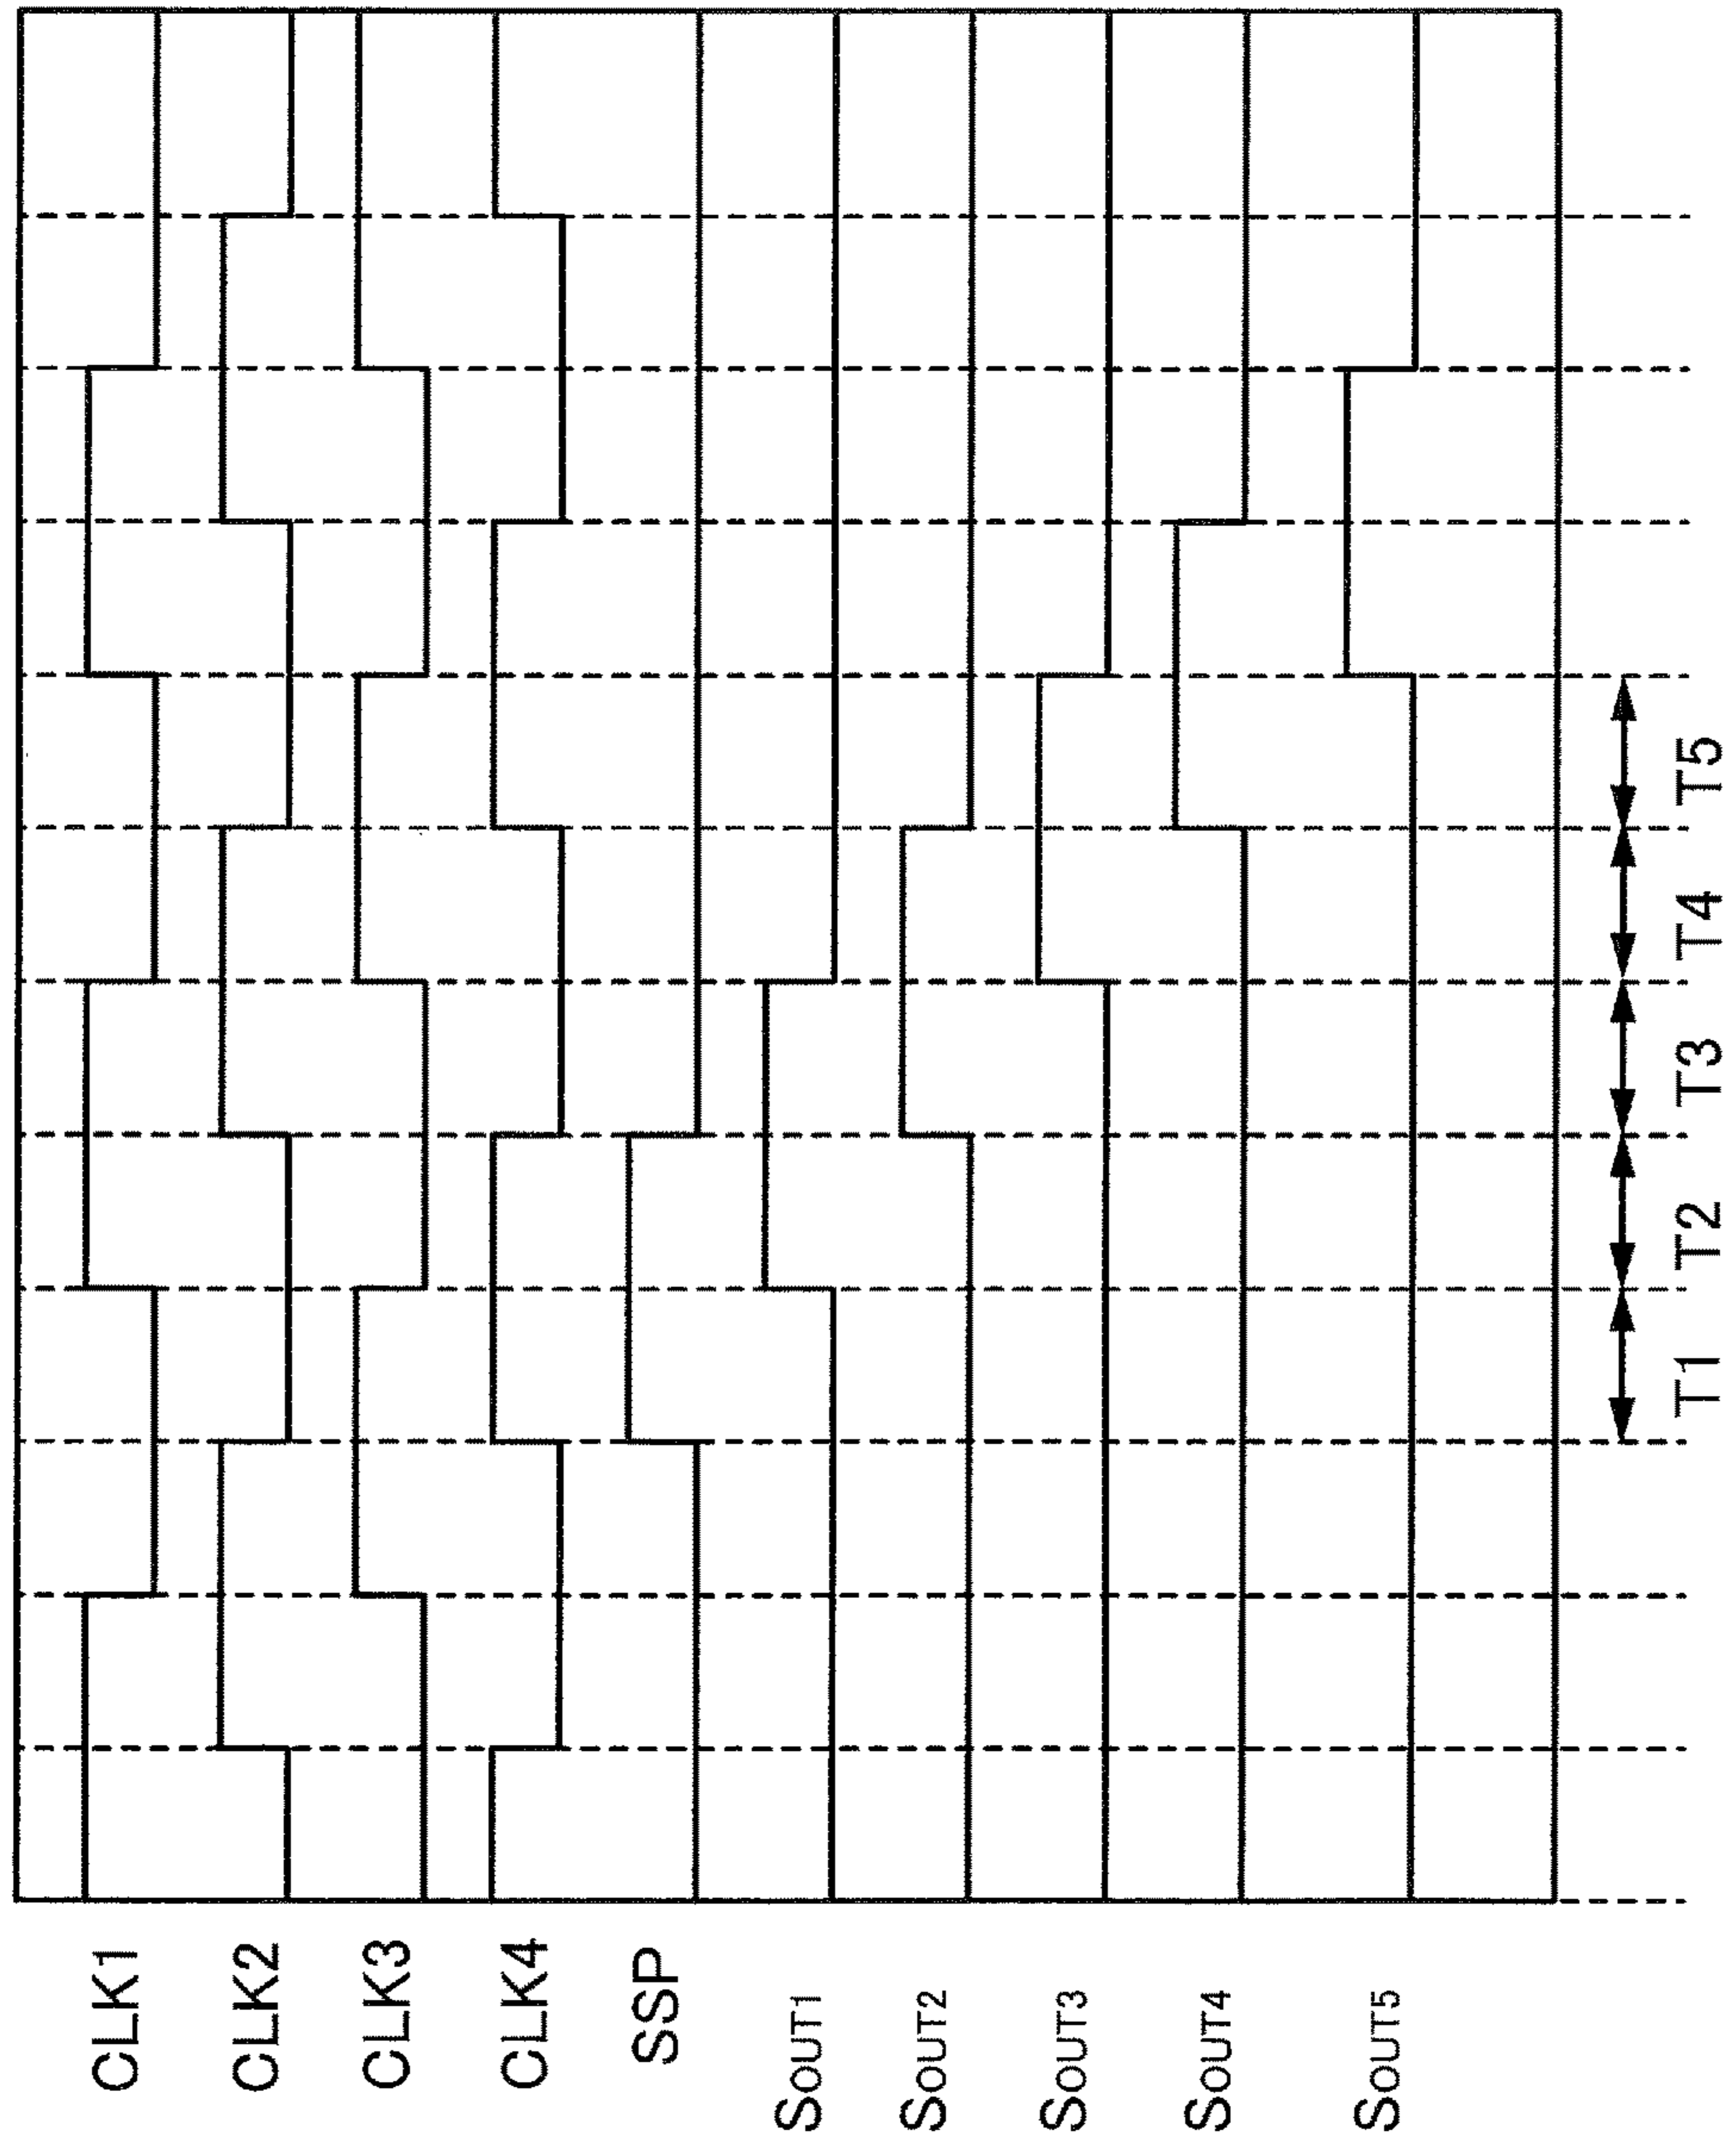 CLK1
CLK2
CLK3
CLK4
SSP
SOUT1
SOUT2
SOUT3
SOUT4
SOUT5
T1 T2 T3 T4 T5